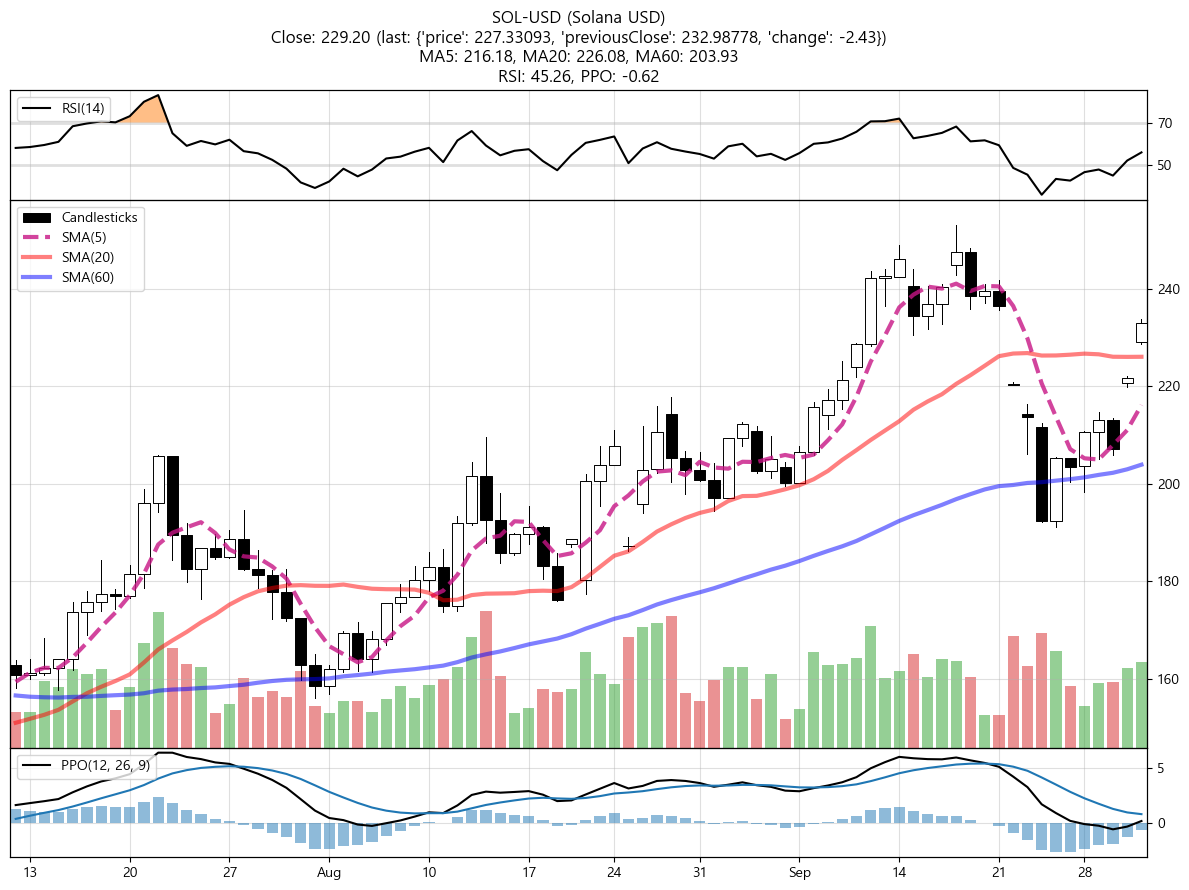 SOL-USD (Solana USD)
Close: 229.20 (last: {'price': 227.33093, 'previousClose': 232.98778, 'change': -2.43})
MA5: 216.18, MA20: 226.08, MA60: 203.93
RSI: 45.26, PPO: -0.62
RSI(14)
70
50
Candlesticks
SMA(5)
SMA(20)
SMA(60)
240
220
200
180
160
PPO(12, 26, 9)
5
0
13 20 27 Aug 10 17 24 31 Sep 14 21 28